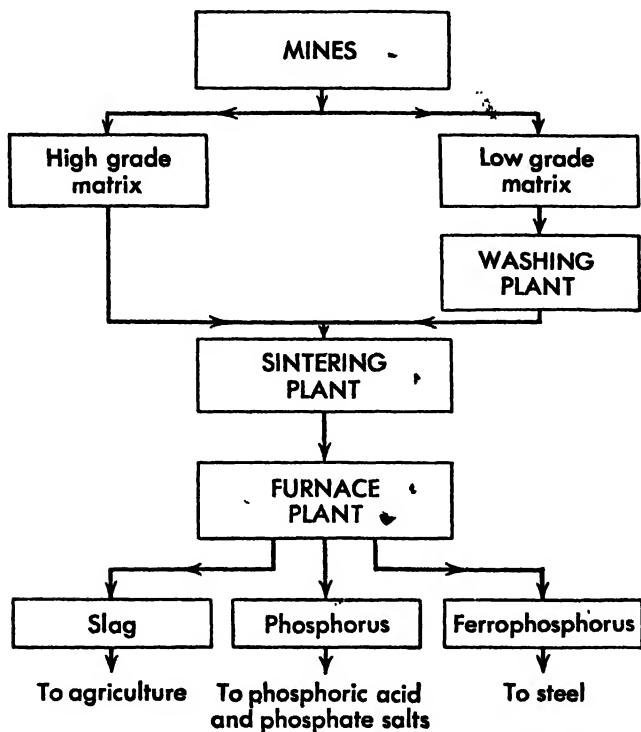 MINES
High grade
matrix
Low grade
matrix
WASHING
PLANT
SINTERING
PLANT
FURNACE
PLANT
Slag
Phosphorus
Ferrophosphorus
To agriculture
To phosphoric acid
and phosphate salts
To steel